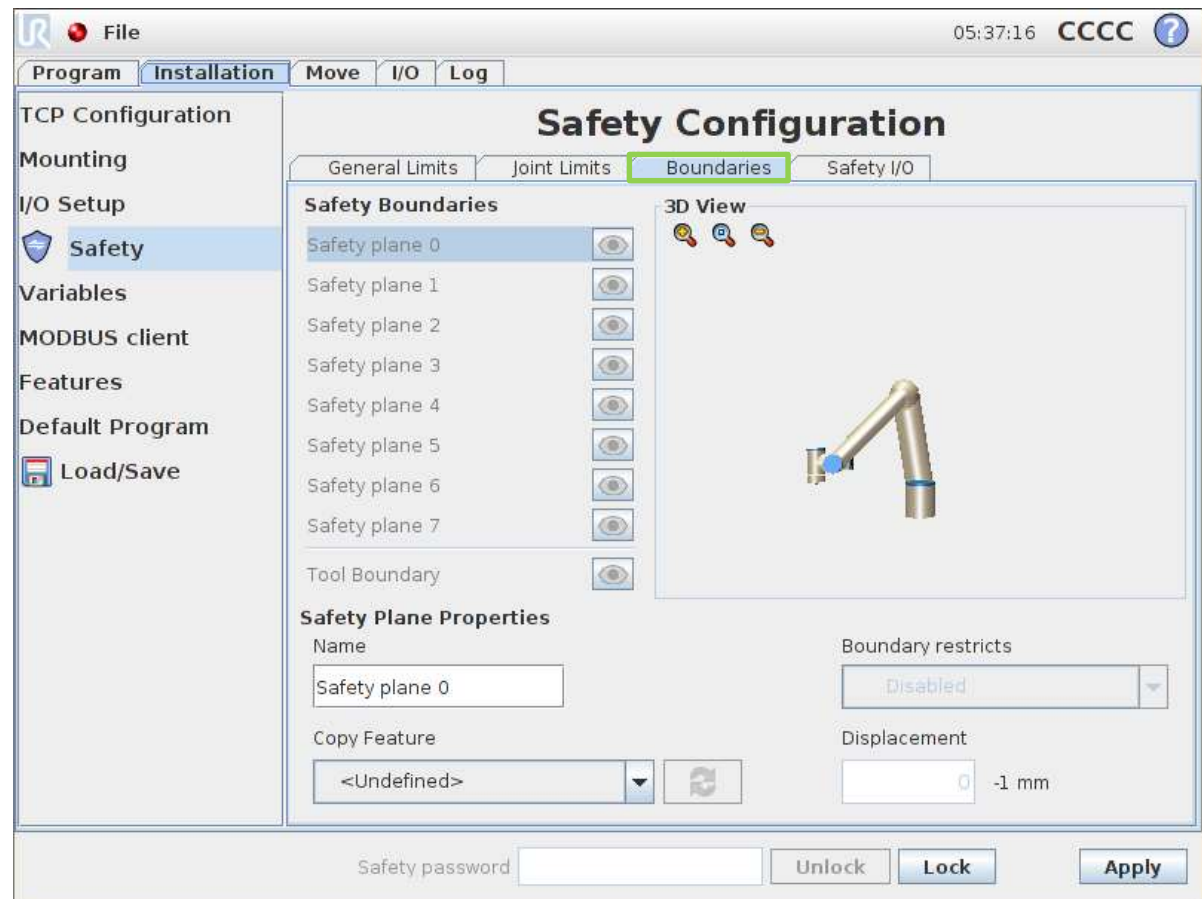 UR File 05:37:16 CCCC ?
Program Installation Move I/O Log
TCP Configuration
Mounting
I/O Setup
Safety
Variables
MODBUS client
Features
Default Program
Load/Save
Safety Configuration
General Limits Joint Limits Boundaries Safety I/O
Safety Boundaries
Safety plane 0
Safety plane 1
Safety plane 2
Safety plane 3
Safety plane 4
Safety plane 5
Safety plane 6
Safety plane 7
Tool Boundary
3D View
Safety Plane Properties
Name
Safety plane 0
Copy Feature
<Undefined>
Boundary restricts
Disabled
Displacement
0 -1 mm
Safety password Unlock Lock Apply